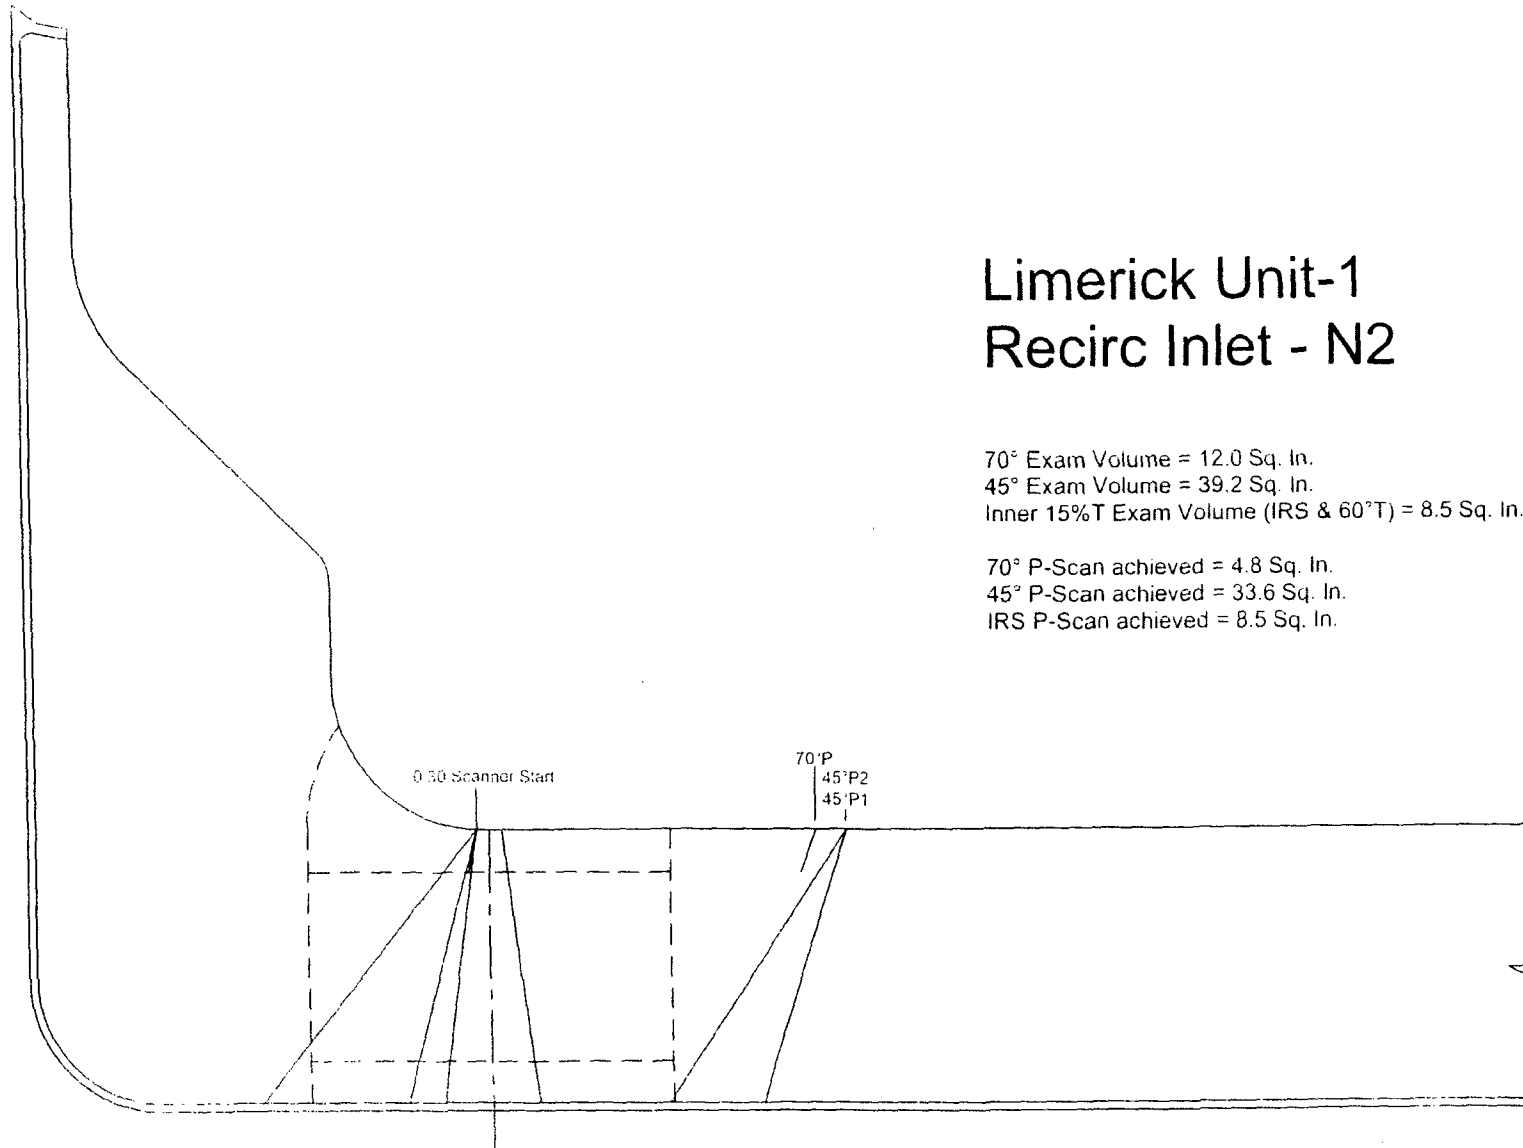 Limerick Unit-1
Recirc Inlet - N2
70° Exam Volume = 12.0 Sq. In.
45° Exam Volume = 39.2 Sq. In.
Inner 15%T Exam Volume (IRS & 60°T) = 8.5 Sq. In.
70° P-Scan achieved = 4.8 Sq. In.
45° P-Scan achieved = 33.6 Sq. In.
IRS P-Scan achieved = 8.5 Sq. In.
0.30 Scanner Start
70°P
45°P2
45°P1